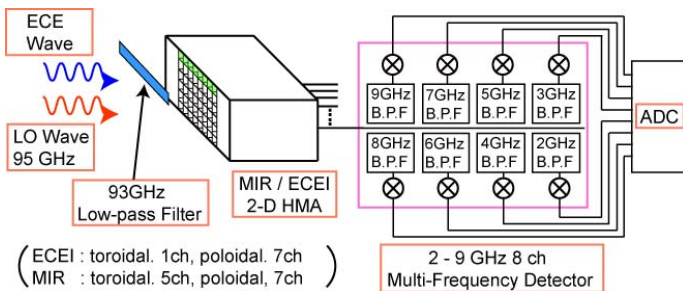 ECE
Wave
LO Wave
95 GHz
93GHz
Low-pass Filter
MIR / ECEI
2-D HMA
9GHz
B.P.F
7GHz
B.P.F
5GHz
B.P.F
3GHz
B.P.F
8GHz
B.P.F
6GHz
B.P.F
4GHz
B.P.F
2GHz
B.P.F
ADC
ECEI : toroidal. 1ch, poloidal. 7ch
MIR : toroidal. 5ch, poloidal, 7ch
2 - 9 GHz 8 ch
Multi-Frequency Detector